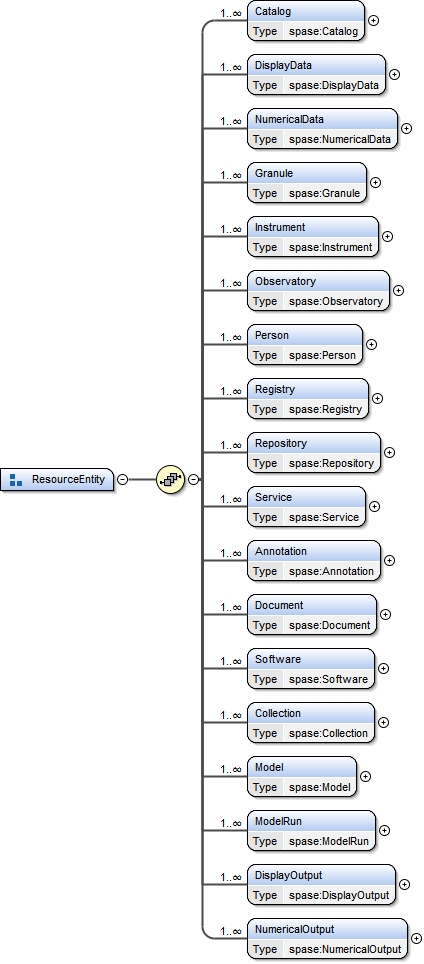 1..∞
Catalog
Type spase:Catalog
1..∞
DisplayData
Type spase:DisplayData
1..∞
NumericalData
Type spase:NumericalData
1..∞
Granule
Type spase:Granule
1..∞
Instrument
Type spase:Instrument
1..∞
Observatory
Type spase:Observatory
1..∞
Person
Type spase:Person
1..∞
Registry
Type spase:Registry
1..∞
Repository
Type spase:Repository
ResourceEntity
1..∞
Service
Type spase:Service
1..∞
Annotation
Type spase:Annotation
1..∞
Document
Type spase:Document
1..∞
Software
Type spase:Software
1..∞
Collection
Type spase:Collection
1..∞
Model
Type spase:Model
1..∞
ModelRun
Type spase:ModelRun
1..∞
DisplayOutput
Type spase:DisplayOutput
1..∞
NumericalOutput
Type spase:NumericalOutput